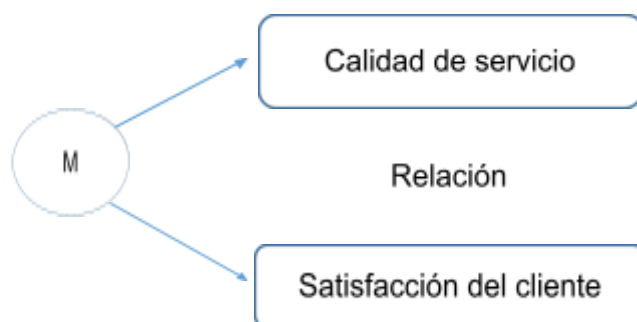 Calidad de servicio
M
Relación
Satisfacción del cliente